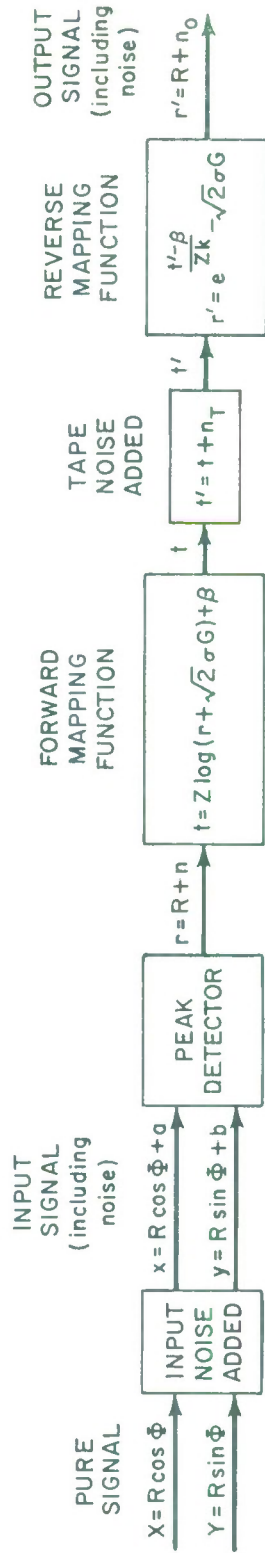 PURE
SIGNAL
X = R cos Φ
Y = R sin Φ
INPUT
NOISE
ADDED
INPUT
SIGNAL
(including
noise)
x = R cos Φ + a
y = R sin Φ + b
PEAK
DETECTOR
r = R + n
FORWARD
MAPPING
FUNCTION
t = Z log (r + √2 σG) + β
t
TAPE
NOISE
ADDED
t' = t + n_T
t'
REVERSE
MAPPING
FUNCTION
r' = e^((t'-β)/Zk) - √2 σG
OUTPUT
SIGNAL
(including
noise)
r' = R + n_o